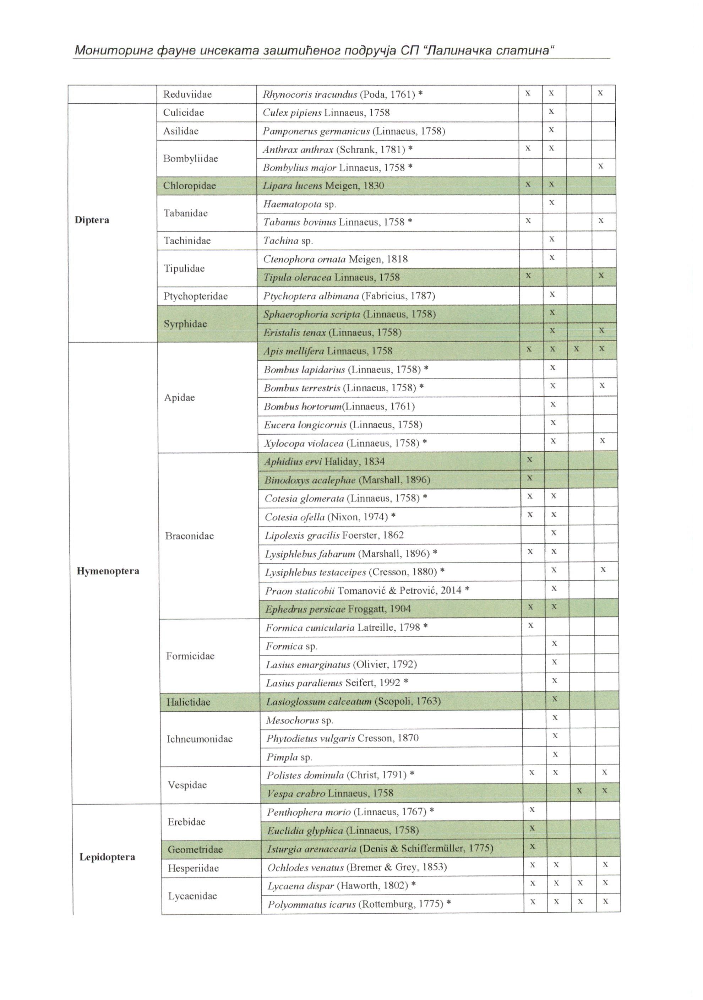 Мониторинг фауне инсеката заштићеног подручја СП “Лалиначка слатина“
Reduviidae Rhynocoris iracundus (Poda, 1761) * x x x
Diptera
Culicidae Culex pipiens Linnaeus, 1758 x
Asilidae Pamponerus germanicus (Linnaeus, 1758) x
Bombyliidae
Anthrax anthrax (Schrank, 1781) * x x
Bombylius major Linnaeus, 1758 * x
Chloropidae Lipara lucens Meigen, 1830 x x
Tabanidae
Haematopota sp. x
Tabanus bovinus Linnaeus, 1758 * x x
Tachinidae Tachina sp. x
Tipulidae
Ctenophora ornata Meigen, 1818 x
Tipula oleracea Linnaeus, 1758 x x
Ptychopteridae Ptychoptera albimana (Fabricius, 1787) x
Syrphidae
Sphaerophoria scripta (Linnaeus, 1758) x
Eristalis tenax (Linnaeus, 1758) x x
Hymenoptera
Apidae
Apis mellifera Linnaeus, 1758 x x x x
Bombus lapidarius (Linnaeus, 1758) * x
Bombus terrestris (Linnaeus, 1758) * x x
Bombus hortorum(Linnaeus, 1761) x
Eucera longicornis (Linnaeus, 1758) x
Xylocopa violacea (Linnaeus, 1758) * x x
Braconidae
Aphidius ervi Haliday, 1834 x
Binodoxys acalephae (Marshall, 1896) x
Cotesia glomerata (Linnaeus, 1758) * x x
Cotesia ofella (Nixon, 1974) * x x
Lipolexis gracilis Foerster, 1862 x
Lysiphlebus fabarum (Marshall, 1896) * x x
Lysiphlebus testaceipes (Cresson, 1880) * x x
Praon staticobii Tomanović & Petrović, 2014 * x
Ephedrus persicae Froggatt, 1904 x x
Formicidae
Formica cunicularia Latreille, 1798 * x
Formica sp. x
Lasius emarginatus (Olivier, 1792) x
Lasius paralienus Seifert, 1992 * x
Halictidae Lasioglossum calceatum (Scopoli, 1763) x
Ichneumonidae
Mesochorus sp. x
Phytodietus vulgaris Cresson, 1870 x
Pimpla sp. x
Vespidae
Polistes dominula (Christ, 1791) * x x x
Vespa crabro Linnaeus, 1758 x x
Lepidoptera
Erebidae
Penthophera morio (Linnaeus, 1767) * x
Euclidia glyphica (Linnaeus, 1758) x
Geometridae Isturgia arenacearia (Denis & Schiffermüller, 1775) x
Hesperiidae Ochlodes venatus (Bremer & Grey, 1853) x x x
Lycaenidae
Lycaena dispar (Haworth, 1802) * x x x x
Polyommatus icarus (Rottemburg, 1775) * x x x x